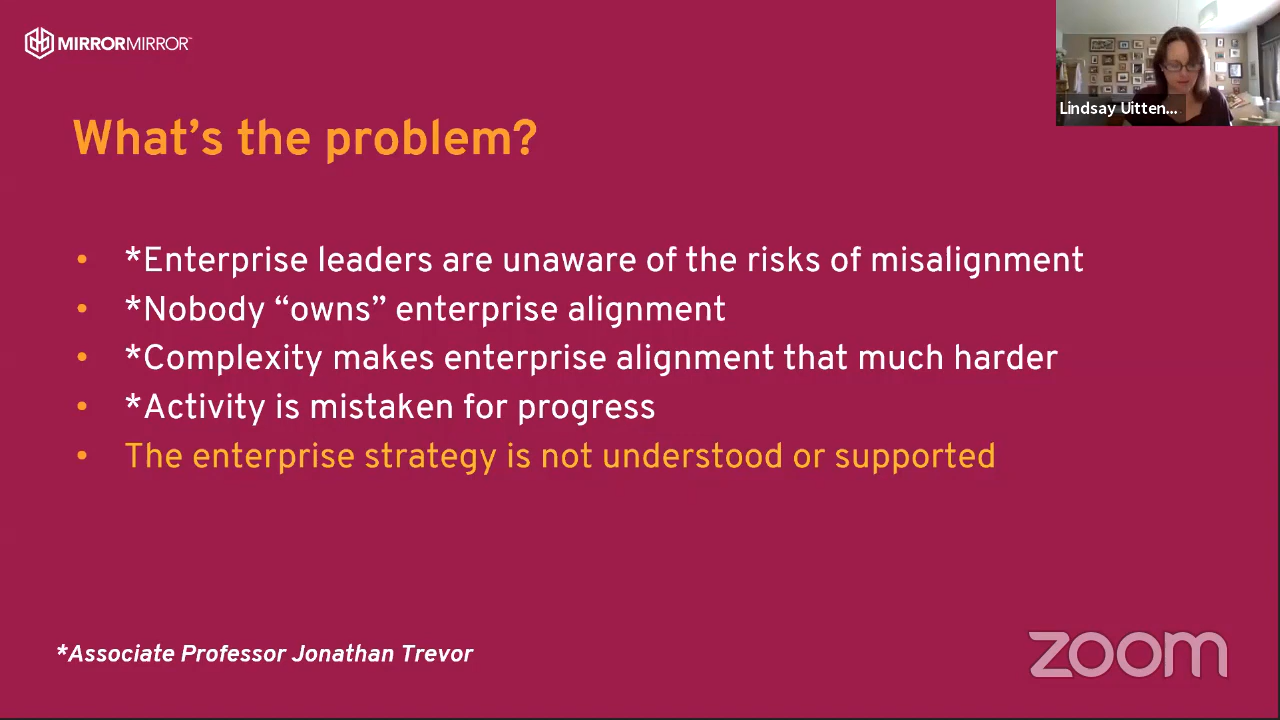 MIRRORMIRROR™
Lindsay Uitten...
What's the problem?
• *Enterprise leaders are unaware of the risks of misalignment
• *Nobody “owns” enterprise alignment
• *Complexity makes enterprise alignment that much harder
• *Activity is mistaken for progress
• The enterprise strategy is not understood or supported
*Associate Professor Jonathan Trevor
zoom